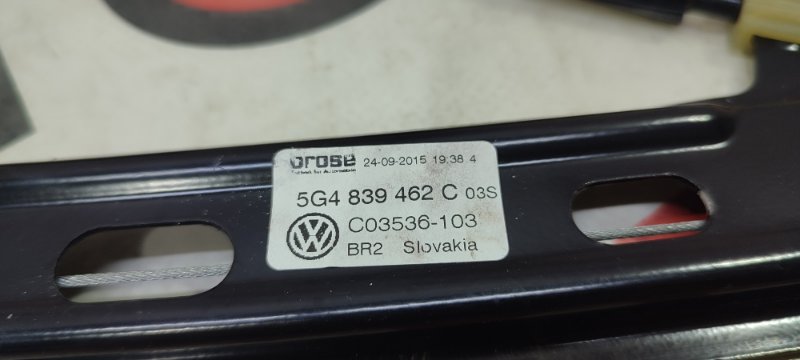 brose 24-09-2015 19:38 4
5G4 839 462 C 03S
C03536-103
BR2 Slovakia